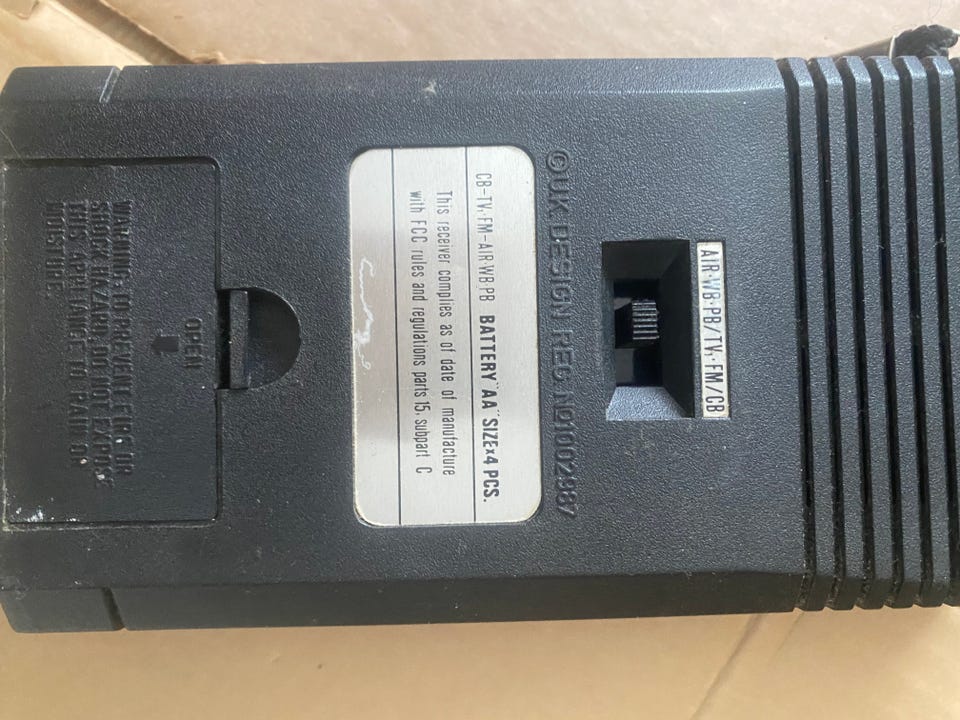 AIR·WB·PB/TV₁·FM/CB
©UK DESIGN REG NO1002987
CB-TV₁.FM-AIR·WB·PB BATTERY "AA" SIZE×4 PCS.
This receiver complies as of date of manufacture
with FCC rules and regulations parts 15, subpart C
OPEN
WARNING: TO PREVENT FIRE OR
SHOCK HAZARD, DO NOT EXPOSE
THIS APPLIANCE TO RAIN OR
MOISTURE.